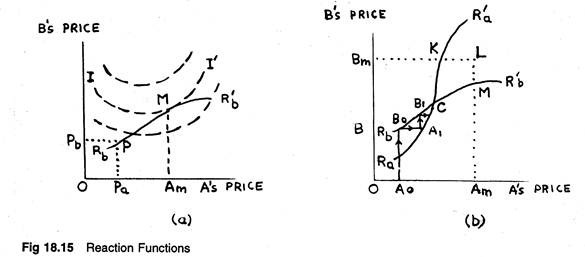 B's PRICE
I
I'
M
R'b
P
Pb
Rb
O
Pa
Am
A's PRICE
(a)
B's PRICE
R'a
K
L
Bm
R'b
M
B1
C
B0
Rb
A1
B
Ra
O
A0
Am
A's PRICE
(b)
Fig 18.15 Reaction Functions